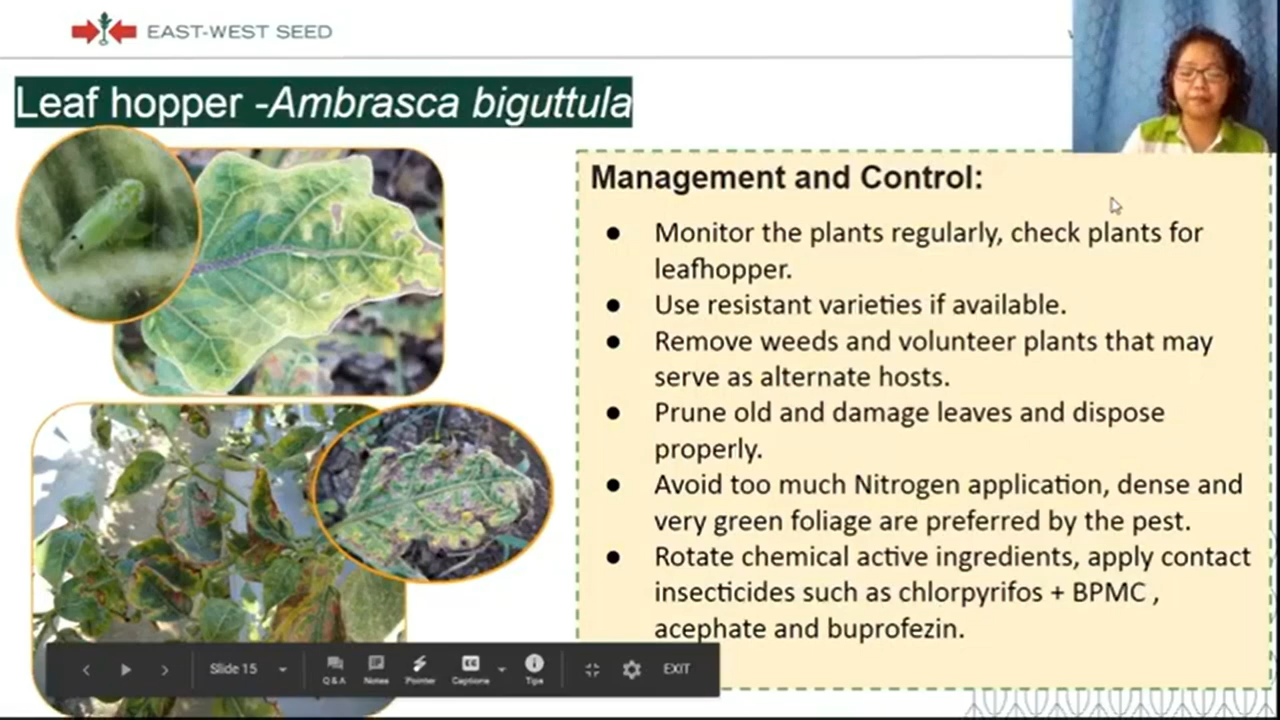 EAST-WEST SEED
Leaf hopper -Ambrasca biguttula
Management and Control:
● Monitor the plants regularly, check plants for
leafhopper.
● Use resistant varieties if available.
● Remove weeds and volunteer plants that may
serve as alternate hosts.
● Prune old and damage leaves and dispose
properly.
● Avoid too much Nitrogen application, dense and
very green foliage are preferred by the pest.
● Rotate chemical active ingredients, apply contact
insecticides such as chlorpyrifos + BPMC ,
acephate and buprofezin.
Slide 15
Q&A Notes Pointer Captions Tips EXIT